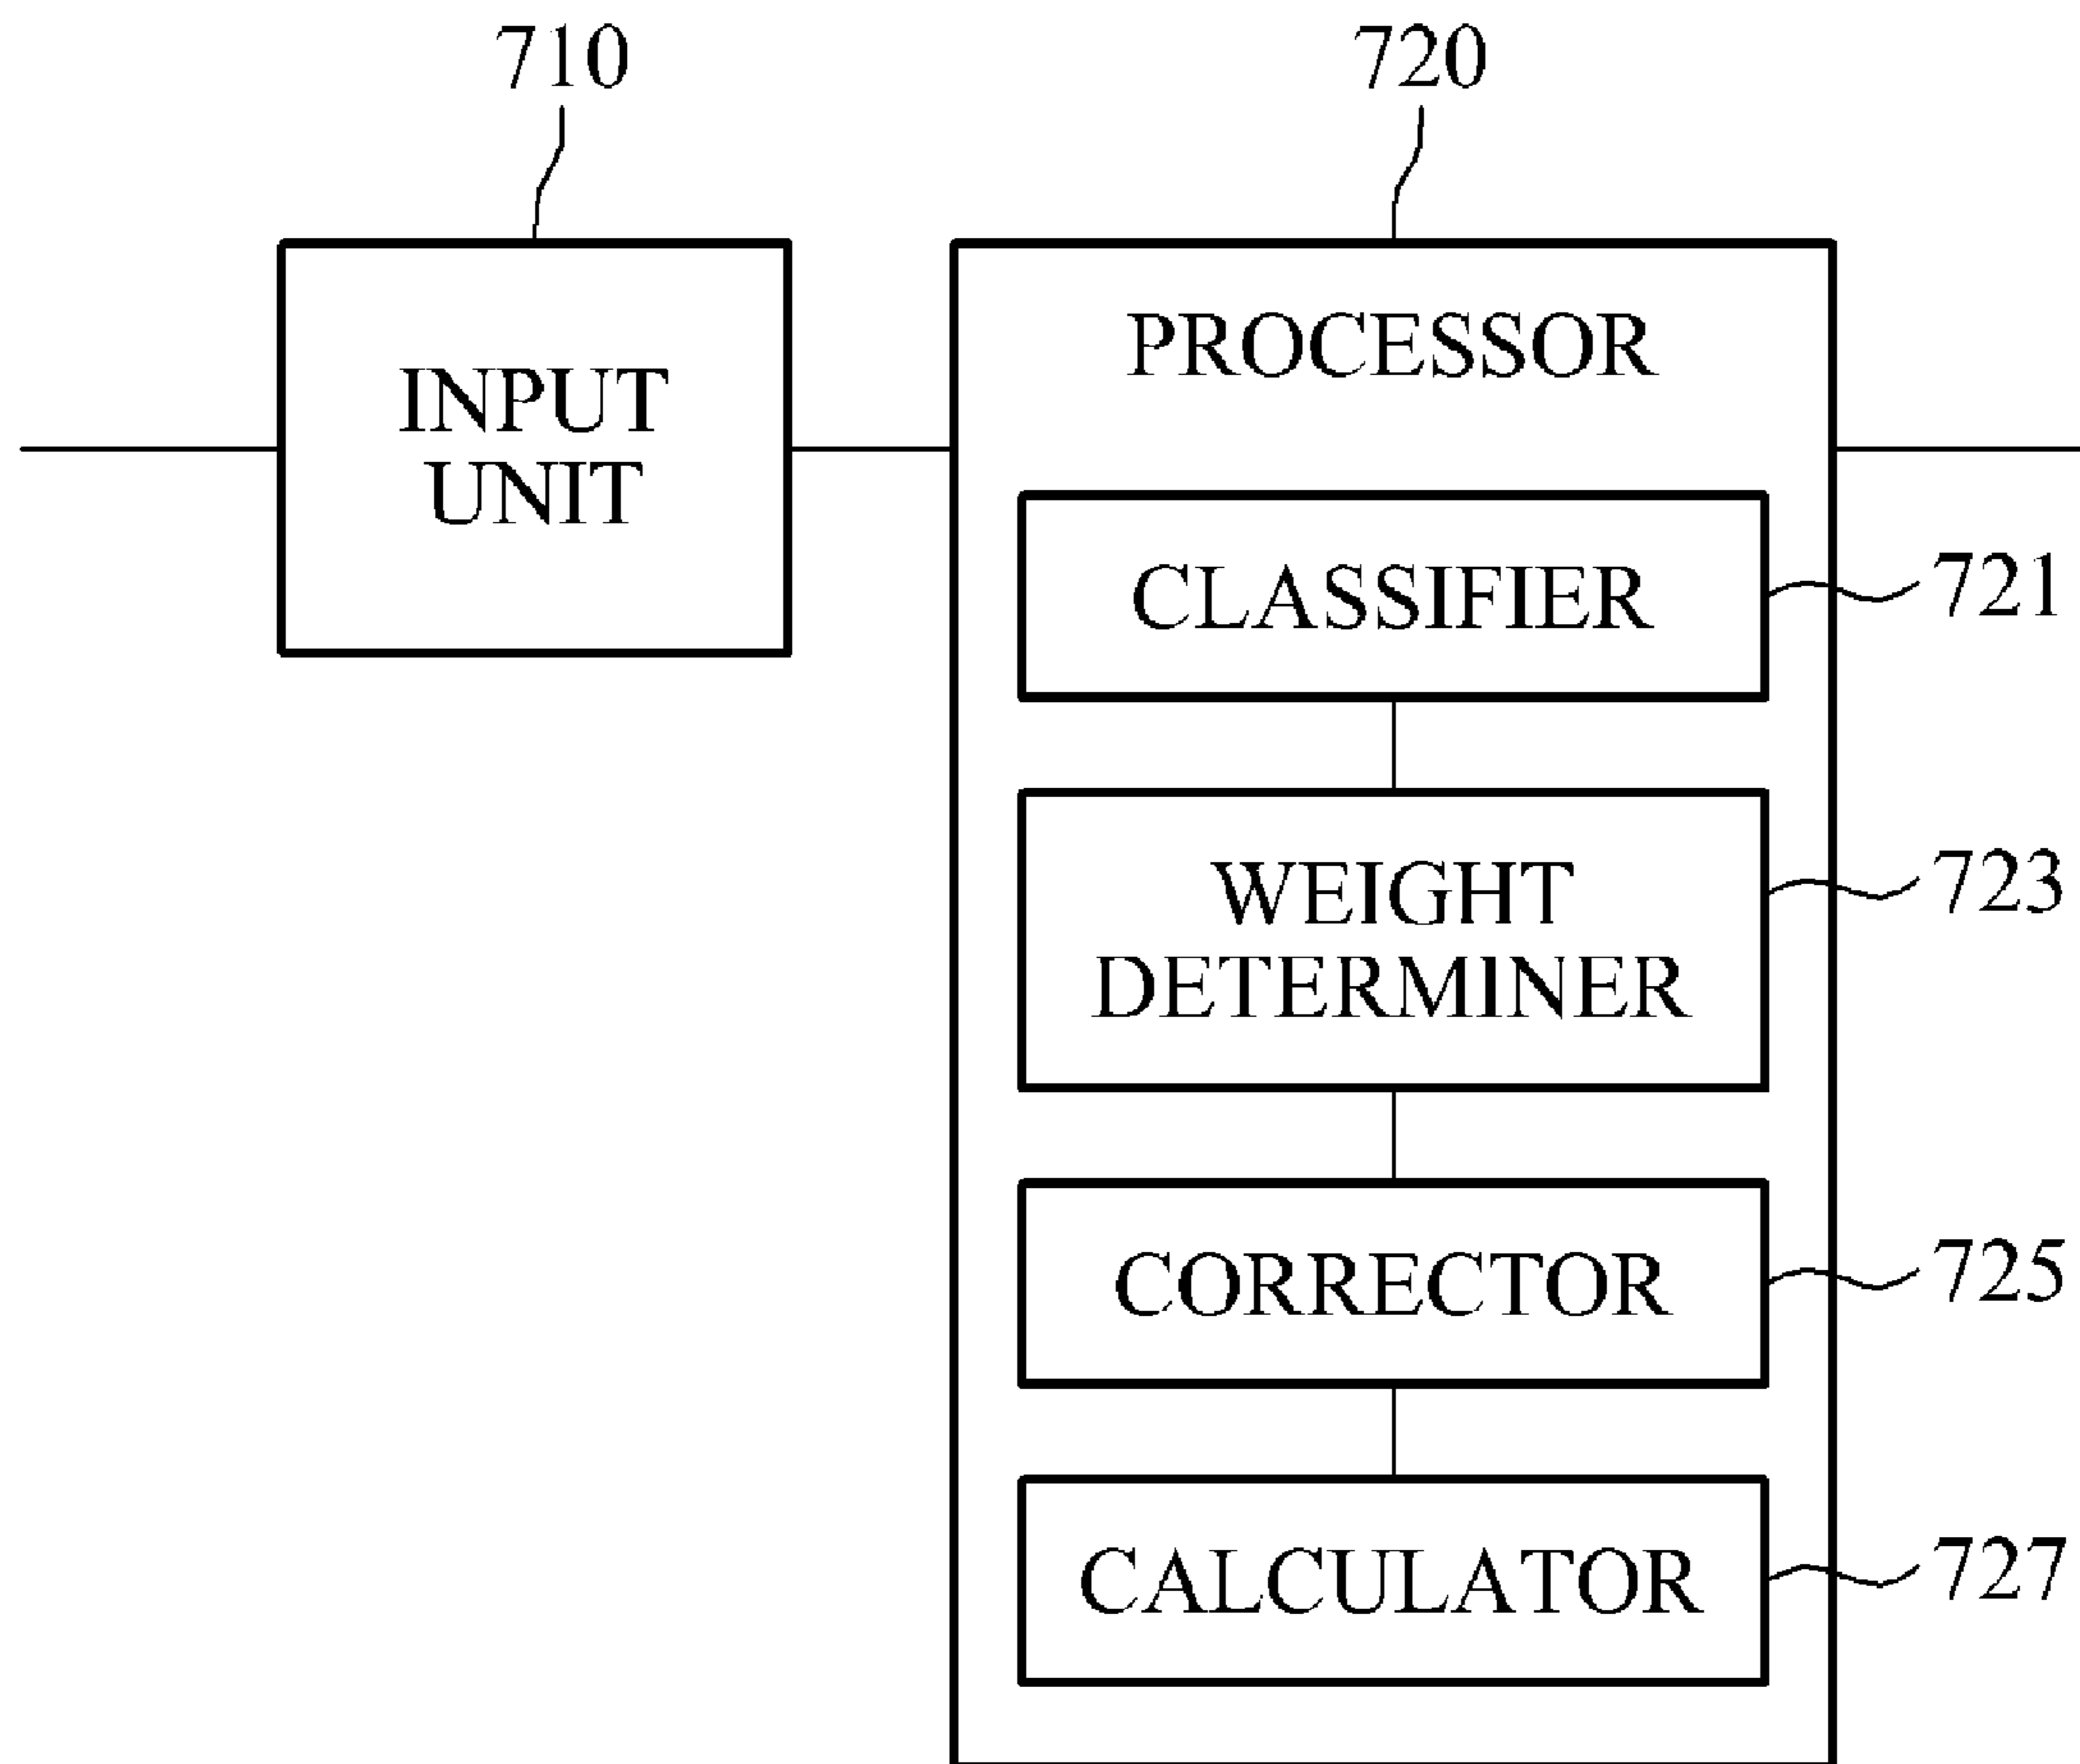 710
720
INPUT
UNIT
PROCESSOR
CLASSIFIER
721
WEIGHT
DETERMINER
723
CORRECTOR
725
CALCULATOR
727